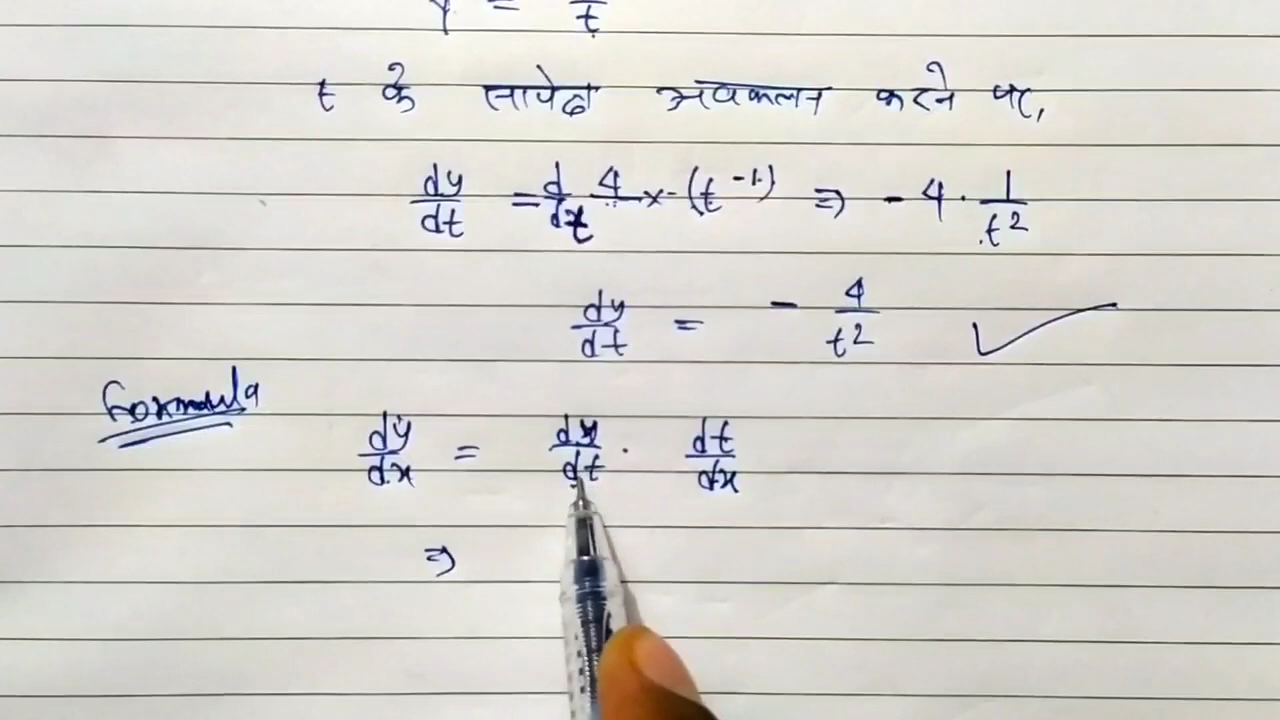 y = /t
t के सापेक्ष अवकलन करने पर,
dy/dt = d/dt 4 × -(t^-1) ⇒ - 4 · 1/t²
dy/dt = - 4/t² ✓
Formula
dy/dx = dy/dt · dt/dx
⇒